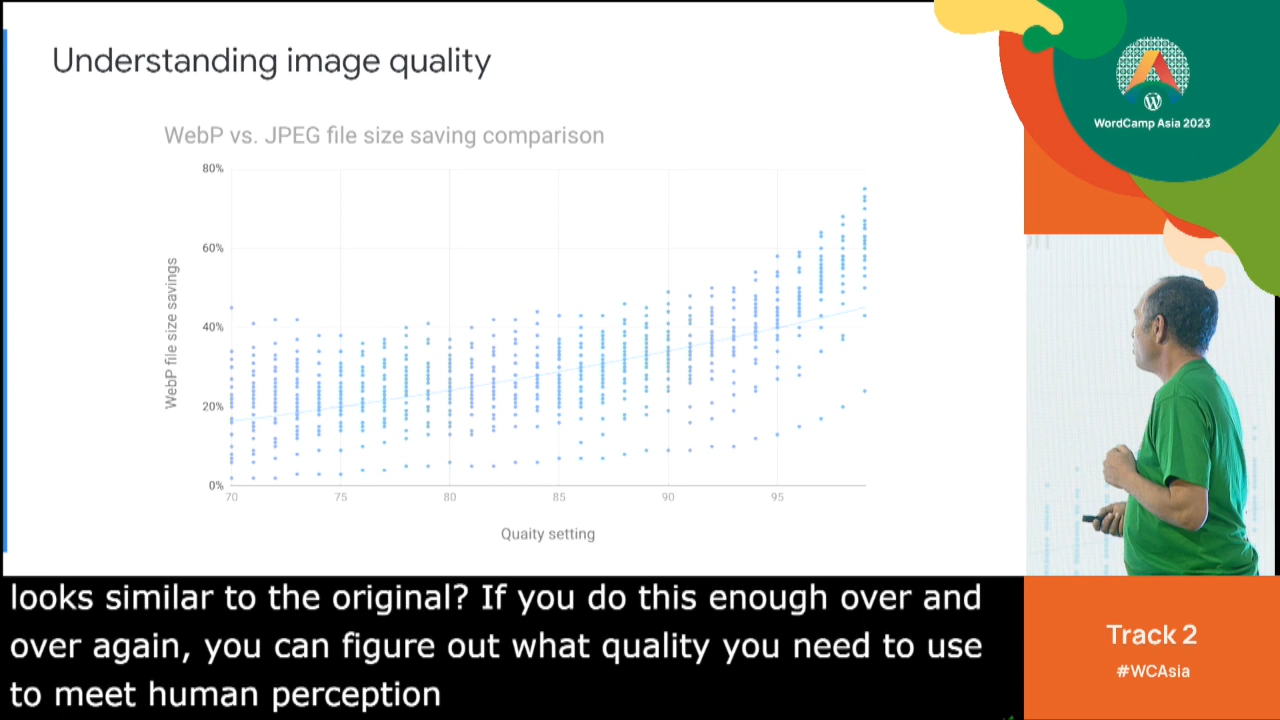 Understanding image quality
WebP vs. JPEG file size saving comparison
80%
60%
40%
20%
0%
WebP file size savings
70
75
80
85
90
95
Quaity setting
WordCamp Asia 2023
looks similar to the original? If you do this enough over and
over again, you can figure out what quality you need to use
to meet human perception
Track 2
#WCAsia